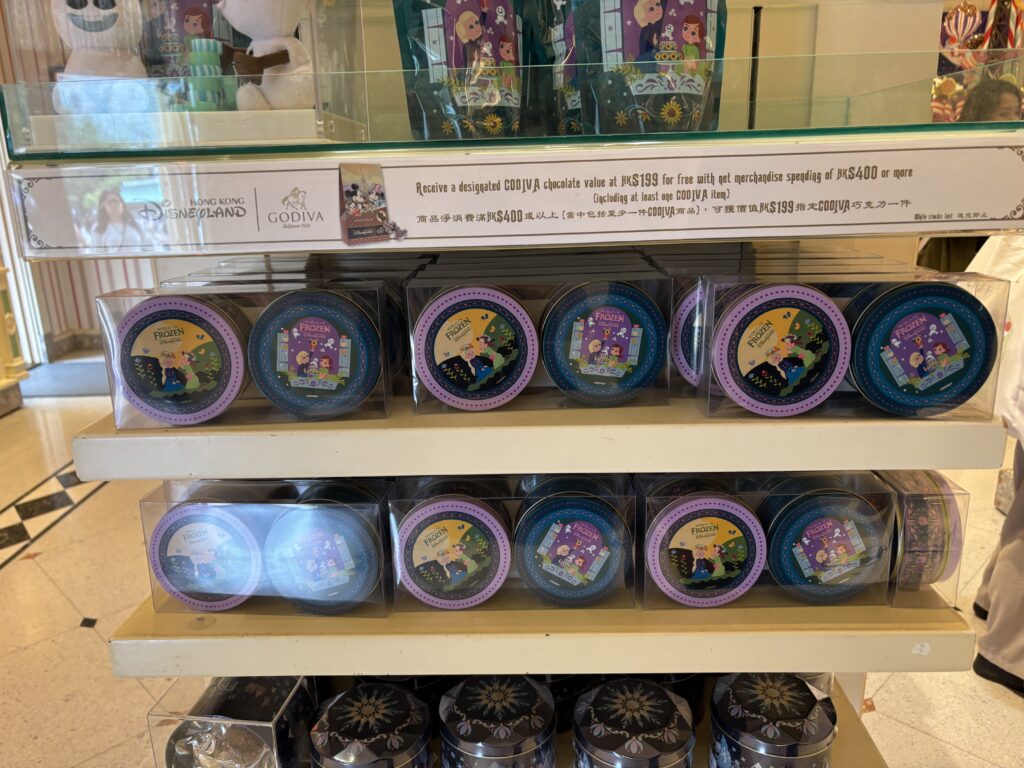 HONG KONG
Disneyland
GODIVA
Belgium 1926
Receive a designated GODIVA chocolate value at HK$199 for free with net merchandise spending of HK$400 or more
(including at least one GODIVA item)
商品淨消費滿HK$400或以上(當中包括至少一件GODIVA商品)，可獲價值HK$199指定GODIVA巧克力一件
While stocks last 送完即止
FROZEN
FROZEN
FROZEN
FROZEN
FROZEN
FROZEN
FROZEN
FROZEN
FROZEN
FROZEN
FROZEN
FROZEN